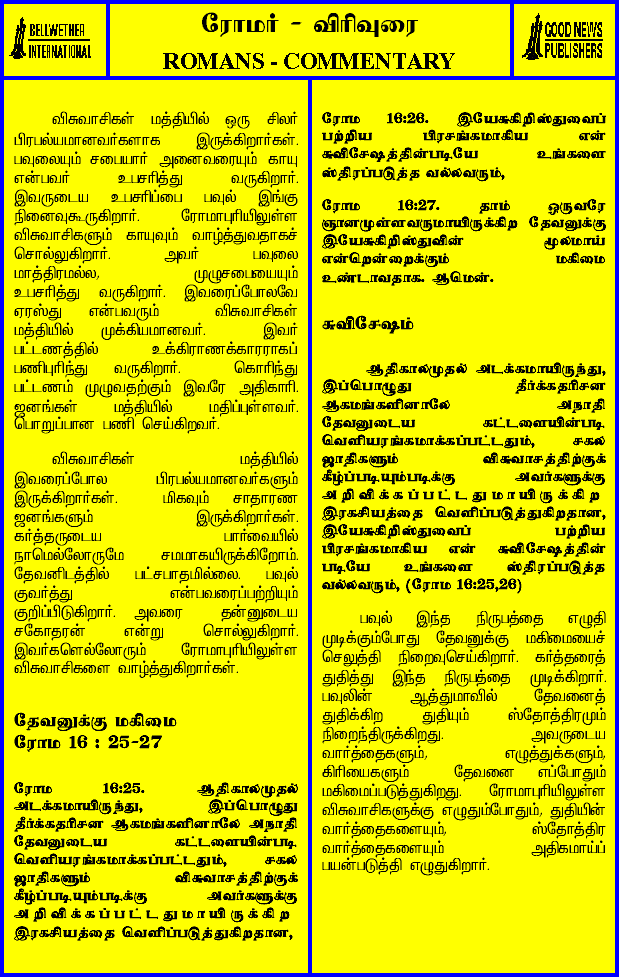 BELLWETHER
INTERNATIONAL
ரோமர் - விரிவுரை
ROMANS - COMMENTARY
GOOD NEWS
PUBLISHERS
விசுவாசிகள் மத்தியில் ஒரு சிலர்
பிரபல்யமானவர்களாக இருக்கிறார்கள்.
பவுலையும் சபையார் அனைவரையும் காயு
என்பவர் உபசரித்து வருகிறார்.
இவருடைய உபசரிப்பை பவுல் இங்கு
நினைவுகூருகிறார். ரோமாபுரியிலுள்ள
விசுவாசிகளும் காயுவும் வாழ்த்துவதாகச்
சொல்லுகிறார். அவர் பவுலை
மாத்திரமல்ல, முழுசபையையும்
உபசரித்து வருகிறார். இவரைப்போலவே
ஏரஸ்து என்பவரும் விசுவாசிகள்
மத்தியில் முக்கியமானவர். இவர்
பட்டணத்தில் உக்கிராணக்காரராகப்
பணிபுரிந்து வருகிறார். கொரிந்து
பட்டணம் முழுவதற்கும் இவரே அதிகாரி.
ஜனங்கள் மத்தியில் மதிப்புள்ளவர்.
பொறுப்பான பணி செய்கிறவர்.
விசுவாசிகள் மத்தியில்
இவரைப்போல பிரபல்யமானவர்களும்
இருக்கிறார்கள். மிகவும் சாதாரண
ஜனங்களும் இருக்கிறார்கள்.
கர்த்தருடைய பார்வையில்
நாமெல்லோருமே சமமாகயிருக்கிறோம்.
தேவனிடத்தில் பட்சபாதமில்லை. பவுல்
குவர்த்து என்பவரைப்பற்றியும்
குறிப்பிடுகிறார். அவரை தன்னுடைய
சகோதரன் என்று சொல்லுகிறார்.
இவர்களெல்லோரும் ரோமாபுரியிலுள்ள
விசுவாசிகளை வாழ்த்துகிறார்கள்.
தேவனுக்கு மகிமை
ரோம 16 : 25-27
ரோம 16:25. ஆதிகாலமுதல்
அடக்கமாயிருந்து, இப்பொழுது
தீர்க்கதரிசன ஆகமங்களினாலே அநாதி
தேவனுடைய கட்டளையின்படி
வெளியரங்கமாக்கப்பட்டதும், சகல
ஜாதிகளும் விசுவாசத்திற்குக்
கீழ்ப்படியும்படிக்கு அவர்களுக்கு
அறிவிக்கப்பட்டதுமாயிருக்கிற
இரகசியத்தை வெளிப்படுத்துகிறதான,
ரோம 16:26. இயேசுகிறிஸ்துவைப்
பற்றிய பிரசங்கமாகிய என்
சுவிசேஷத்தின்படியே உங்களை
ஸ்திரப்படுத்த வல்லவரும்,
ரோம 16:27. தாம் ஒருவரே
ஞானமுள்ளவருமாயிருக்கிற தேவனுக்கு
இயேசுகிறிஸ்துவின் மூலமாய்
என்றென்றைக்கும் மகிமை
உண்டாவதாக. ஆமென்.
சுவிசேஷம்
ஆதிகாலமுதல் அடக்கமாயிருந்து,
இப்பொழுது தீர்க்கதரிசன
ஆகமங்களினாலே அநாதி
தேவனுடைய கட்டளையின்படி
வெளியரங்கமாக்கப்பட்டதும், சகல
ஜாதிகளும் விசுவாசத்திற்குக்
கீழ்ப்படியும்படிக்கு அவர்களுக்கு
அறிவிக்கப்பட்டதுமாயிருக்கிற
இரகசியத்தை வெளிப்படுத்துகிறதான,
இயேசுகிறிஸ்துவைப் பற்றிய
பிரசங்கமாகிய என் சுவிசேஷத்தின்
படியே உங்களை ஸ்திரப்படுத்த
வல்லவரும், (ரோம 16:25,26)
பவுல் இந்த நிருபத்தை எழுதி
முடிக்கும்போது தேவனுக்கு மகிமையைச்
செலுத்தி நிறைவுசெய்கிறார். கர்த்தரைத்
துதித்து இந்த நிருபத்தை முடிக்கிறார்.
பவுலின் ஆத்துமாவில் தேவனைத்
துதிக்கிற துதியும் ஸ்தோத்திரமும்
நிறைந்திருக்கிறது. அவருடைய
வார்த்தைகளும், எழுத்துக்களும்,
கிரியைகளும் தேவனை எப்போதும்
மகிமைப்படுத்துகிறது. ரோமாபுரியிலுள்ள
விசுவாசிகளுக்கு எழுதும்போதும், துதியின்
வார்த்தைகளையும், ஸ்தோத்திர
வார்த்தைகளையும் அதிகமாய்ப்
பயன்படுத்தி எழுதுகிறார்.